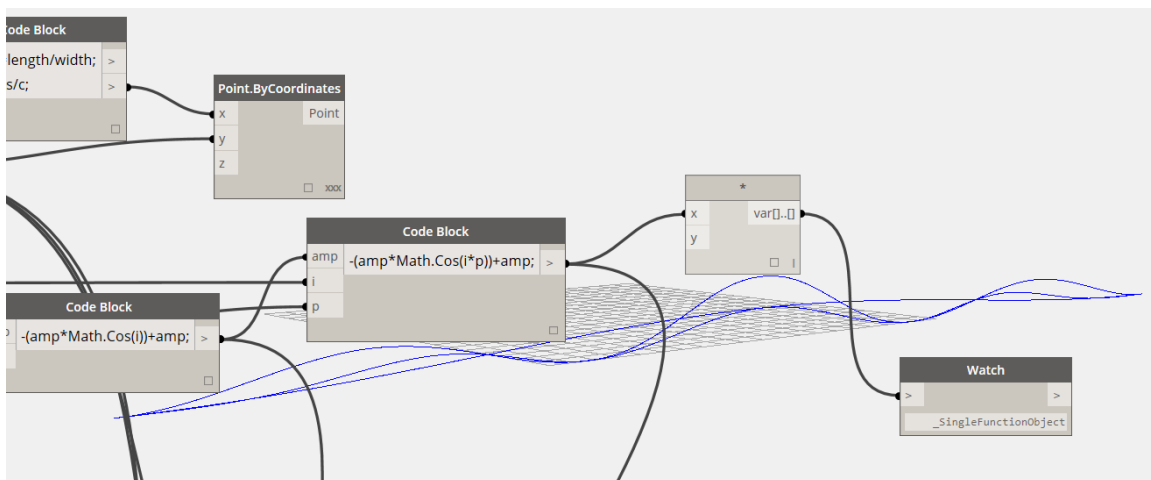 Code Block
length/width;
>
s/c;
>
Point.ByCoordinates
x
Point
y
z
xxx
*
x
var[]..[]
y
|
Code Block
amp
-(amp*Math.Cos(i*p))+amp;
>
i
p
Code Block
-(amp*Math.Cos(i))+amp;
>
Watch
>
>
_SingleFunctionObject